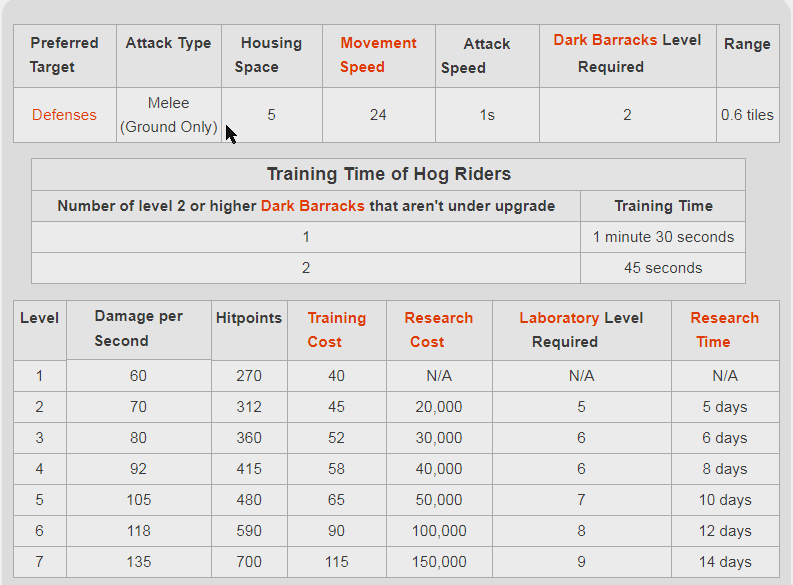 Preferred Target Attack Type Housing Space Movement Speed Attack Speed Dark Barracks Level Required Range
Defenses Melee (Ground Only) 5 24 1s 2 0.6 tiles
Training Time of Hog Riders
Number of level 2 or higher Dark Barracks that aren't under upgrade Training Time
1 1 minute 30 seconds
2 45 seconds
Level Damage per Second Hitpoints Training Cost Research Cost Laboratory Level Required Research Time
1 60 270 40 N/A N/A N/A
2 70 312 45 20,000 5 5 days
3 80 360 52 30,000 6 6 days
4 92 415 58 40,000 6 8 days
5 105 480 65 50,000 7 10 days
6 118 590 90 100,000 8 12 days
7 135 700 115 150,000 9 14 days